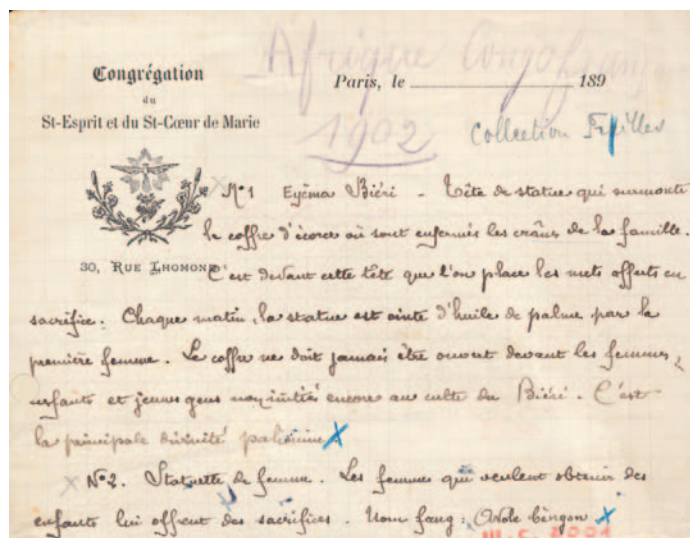 Afrique Congo français
Congrégation
du
St-Esprit et du St-Cœur de Marie
Paris, le 189
1902
Collection
30, RUE LHOMOND
N° 1 Eyéma Biéri - Tête de statue qui surmonte
le coffre d'écorce où sont enfermés les crânes de la famille.
C'est devant cette tête que l'on place les mets offerts en
sacrifice. Chaque matin, la statue est ointe d'huile de palme par la
première femme. Le coffre ne doit jamais être ouvert devant les femmes,
enfants et jeunes gens non initiés encore au culte du Biéri. C'est
la principale divinité pahouine.
N° 2. Statuette de femme. Les femmes qui veulent obtenir des
enfants lui offrent des sacrifices. Nom fang: